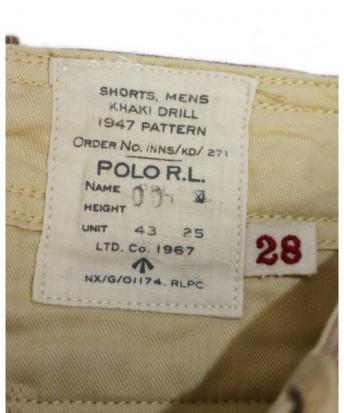 SHORTS, MENS
KHAKI DRILL
1947 PATTERN
ORDER NO. INNS/KD/ 271
POLO R.L.
NAME
HEIGHT
UNIT 43 25
LTD. CO. 1967
28
NX/G/01174. RLPC